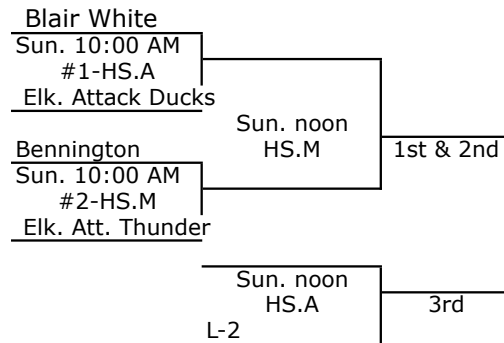 Blair White
Sun. 10:00 AM
#1-HS.A
Elk. Attack Ducks
Sun. noon
HS.M
1st & 2nd
Bennington
Sun. 10:00 AM
#2-HS.M
Elk. Att. Thunder
Sun. noon
HS.A
3rd
L-2